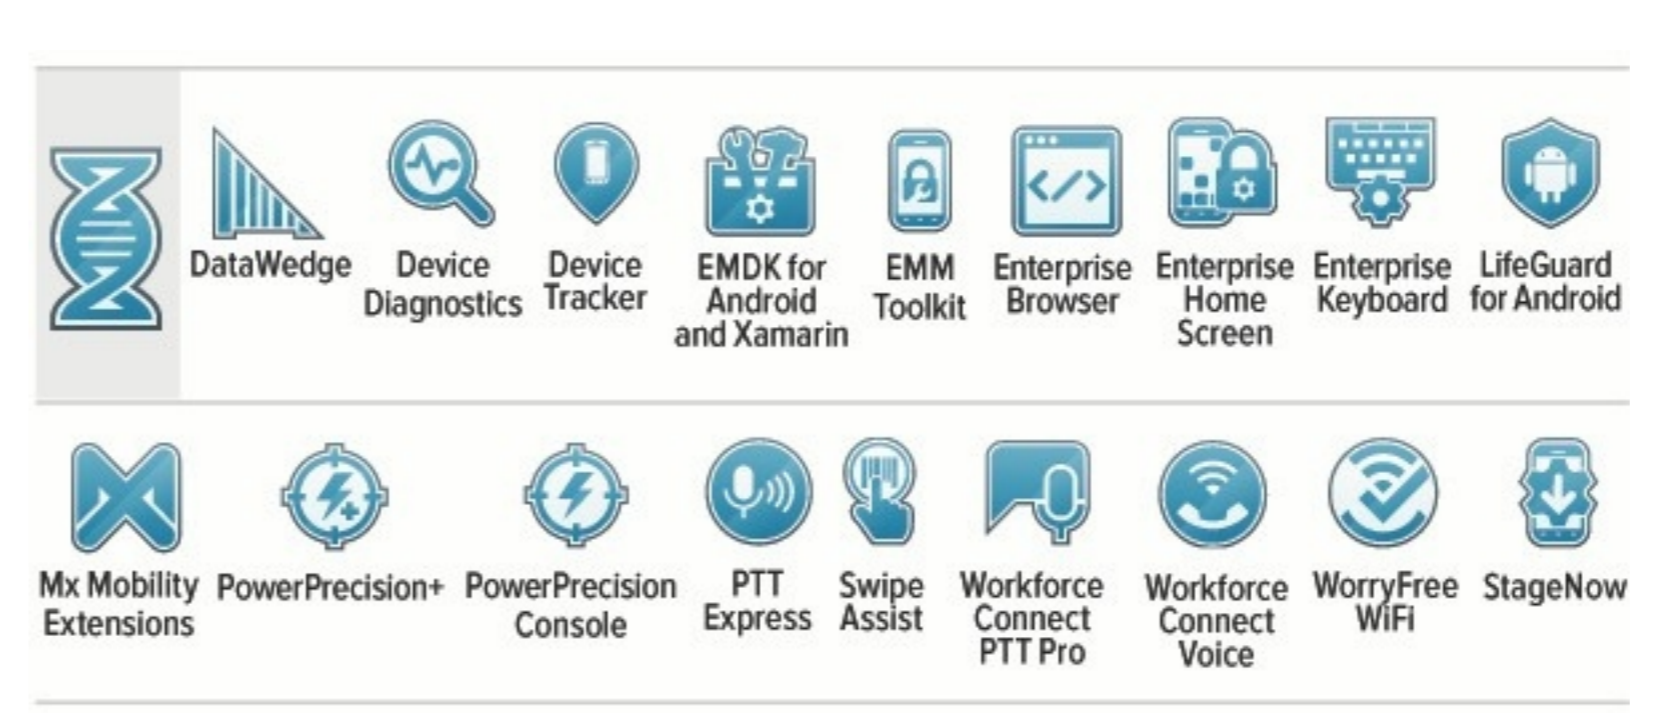 DataWedge
Device
Diagnostics
Device
Tracker
EMDK for
Android
and Xamarin
EMM
Toolkit
Enterprise
Browser
Enterprise
Home
Screen
Enterprise
Keyboard
LifeGuard
for Android
Mx Mobility
Extensions
PowerPrecision+
PowerPrecision
Console
PTT
Express
Swipe
Assist
Workforce
Connect
PTT Pro
Workforce
Connect
Voice
WorryFree
WiFi
StageNow